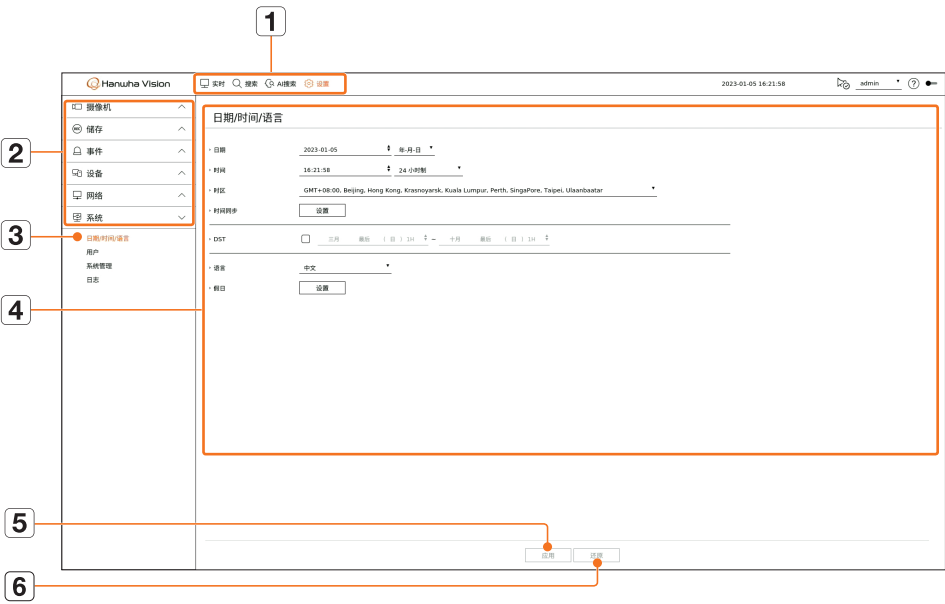 1
Hanwha Vision 实时 搜索 AI搜索 设置 2023-01-05 16:21:58 admin ?
2
摄像机
储存
事件
设备
网络
系统
3
日期/时间/语言
用户
系统管理
日志
4
日期/时间/语言
日期 2023-01-05 年-月-日
时间 16:21:58 24 小时制
时区 GMT+08:00, Beijing, Hong Kong, Krasnoyarsk, Kuala Lumpur, Perth, SingaPore, Taipei, Ulaanbaatar
时间同步 设置
DST 三月 最后 ( 日 ) 1H – 十月 最后 ( 日 ) 1H
语言 中文
假日 设置
5
应用 还原
6